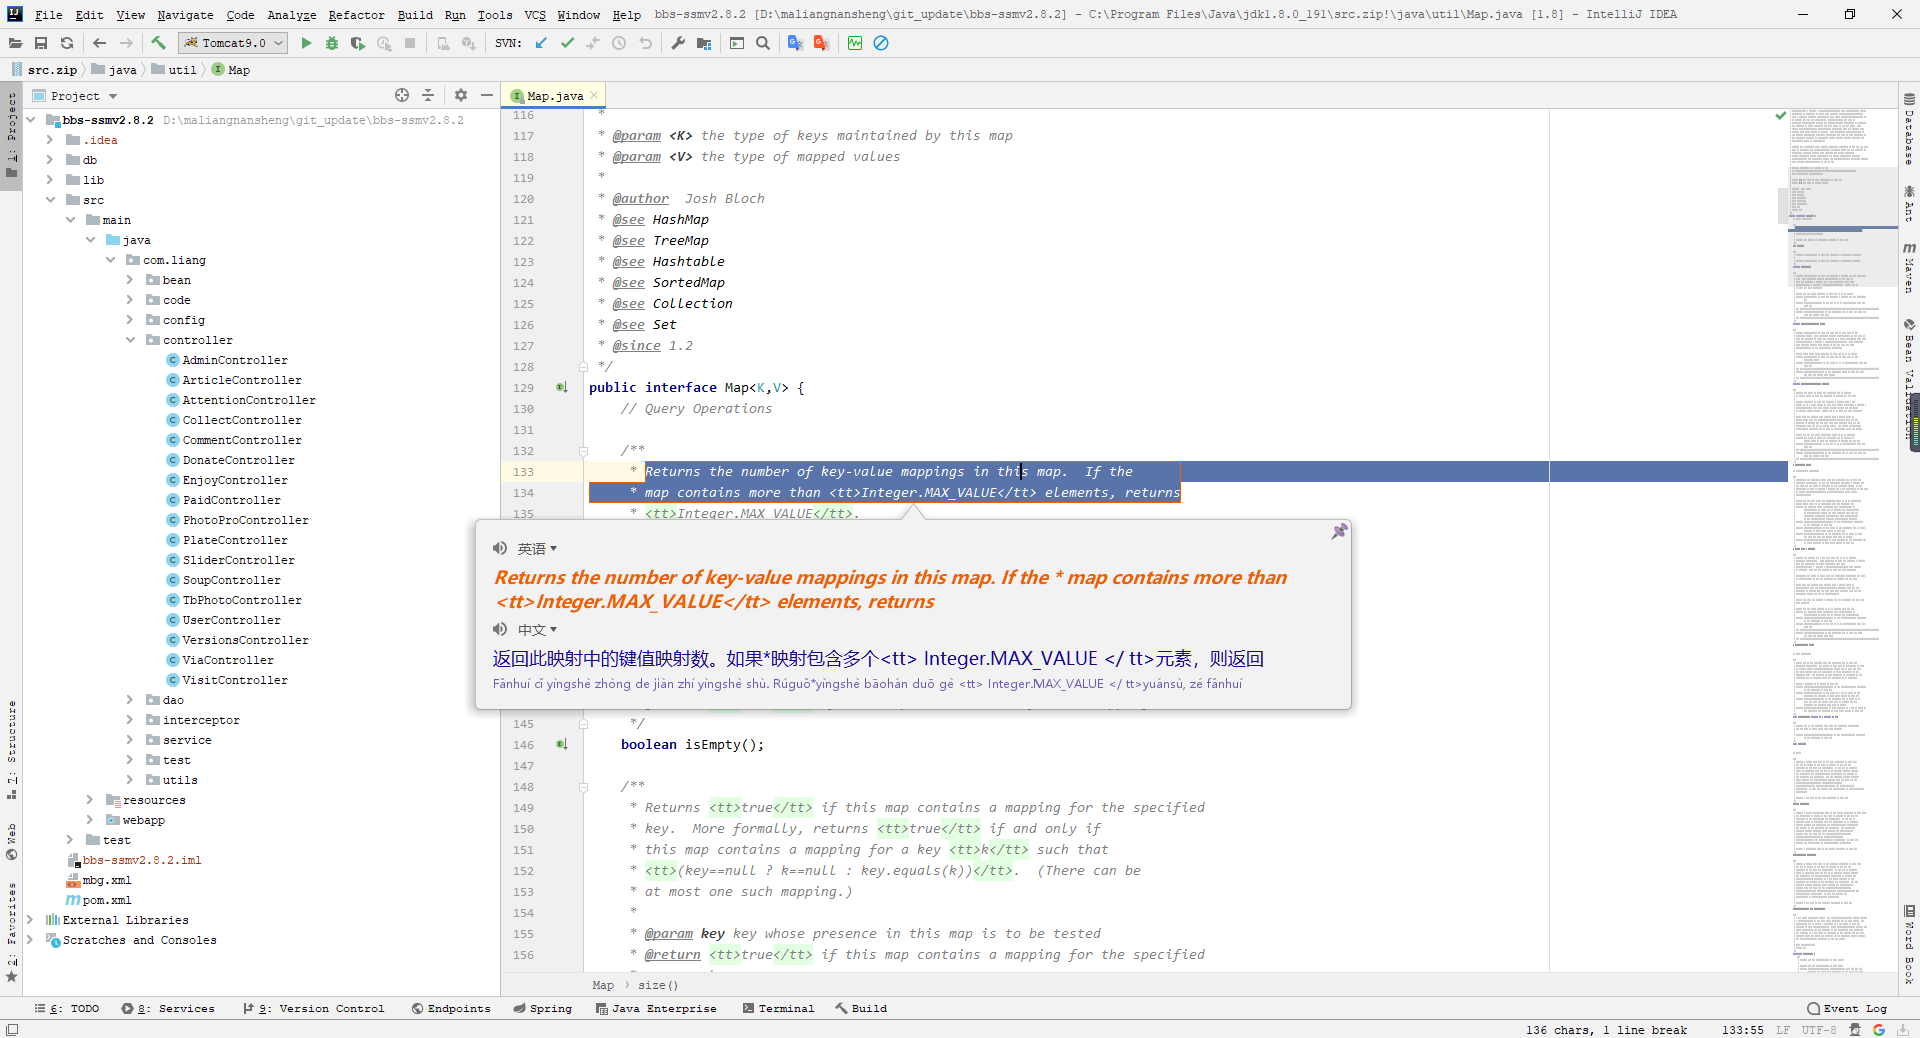 File Edit View Navigate Code Analyze Refactor Build Run Tools VCS Window Help bbs-ssmv2.8.2 [D:\maliangnansheng\git_update\bbs-ssmv2.8.2] - C:\Program Files\Java\jdk1.8.0_191\src.zip!\java\util\Map.java [1.8] - IntelliJ IDEA
Tomcat9.0 SVN:
src.zip java util Map
Project
Map.java
1: Project
7: Structure
Web
2: Favorites
bbs-ssmv2.8.2 D:\maliangnansheng\git_update\bbs-ssmv2.8.2
.idea
db
lib
src
main
java
com.liang
bean
code
config
controller
AdminController
ArticleController
AttentionController
CollectController
CommentController
DonateController
EnjoyController
PaidController
PhotoProController
PlateController
SliderController
SoupController
TbPhotoController
UserController
VersionsController
ViaController
VisitController
dao
interceptor
service
test
utils
resources
webapp
test
bbs-ssmv2.8.2.iml
mbg.xml
pom.xml
External Libraries
Scratches and Consoles
116 *
117 * @param <K> the type of keys maintained by this map
118 * @param <V> the type of mapped values
119 *
120 * @author  Josh Bloch
121 * @see HashMap
122 * @see TreeMap
123 * @see Hashtable
124 * @see SortedMap
125 * @see Collection
126 * @see Set
127 * @since 1.2
128 */
129 public interface Map<K,V> {
130 // Query Operations
131
132 /**
133 * Returns the number of key-value mappings in this map.  If the
134 * map contains more than <tt>Integer.MAX_VALUE</tt> elements, returns
135 * <tt>Integer.MAX_VALUE</tt>.
英语
Returns the number of key-value mappings in this map. If the * map contains more than
<tt>Integer.MAX_VALUE</tt> elements, returns
中文
返回此映射中的键值映射数。如果*映射包含多个<tt> Integer.MAX_VALUE </ tt>元素，则返回
Fǎnhuí cǐ yìngshè zhōng de jiàn zhí yìngshè shù. Rúguǒ*yìngshè bāohán duō gè <tt> Integer.MAX_VALUE </ tt>yuánsù, zé fǎnhuí
145 */
146 boolean isEmpty();
147
148 /**
149 * Returns <tt>true</tt> if this map contains a mapping for the specified
150 * key.  More formally, returns <tt>true</tt> if and only if
151 * this map contains a mapping for a key <tt>k</tt> such that
152 * <tt>(key==null ? k==null : key.equals(k))</tt>.  (There can be
153 * at most one such mapping.)
154 *
155 * @param key key whose presence in this map is to be tested
156 * @return <tt>true</tt> if this map contains a mapping for the specified
Map size()
Database
Ant
Maven
Bean Validation
Word Book
6: TODO 8: Services 9: Version Control Endpoints Spring Java Enterprise Terminal Build Event Log
136 chars, 1 line break 133:55 LF UTF-8